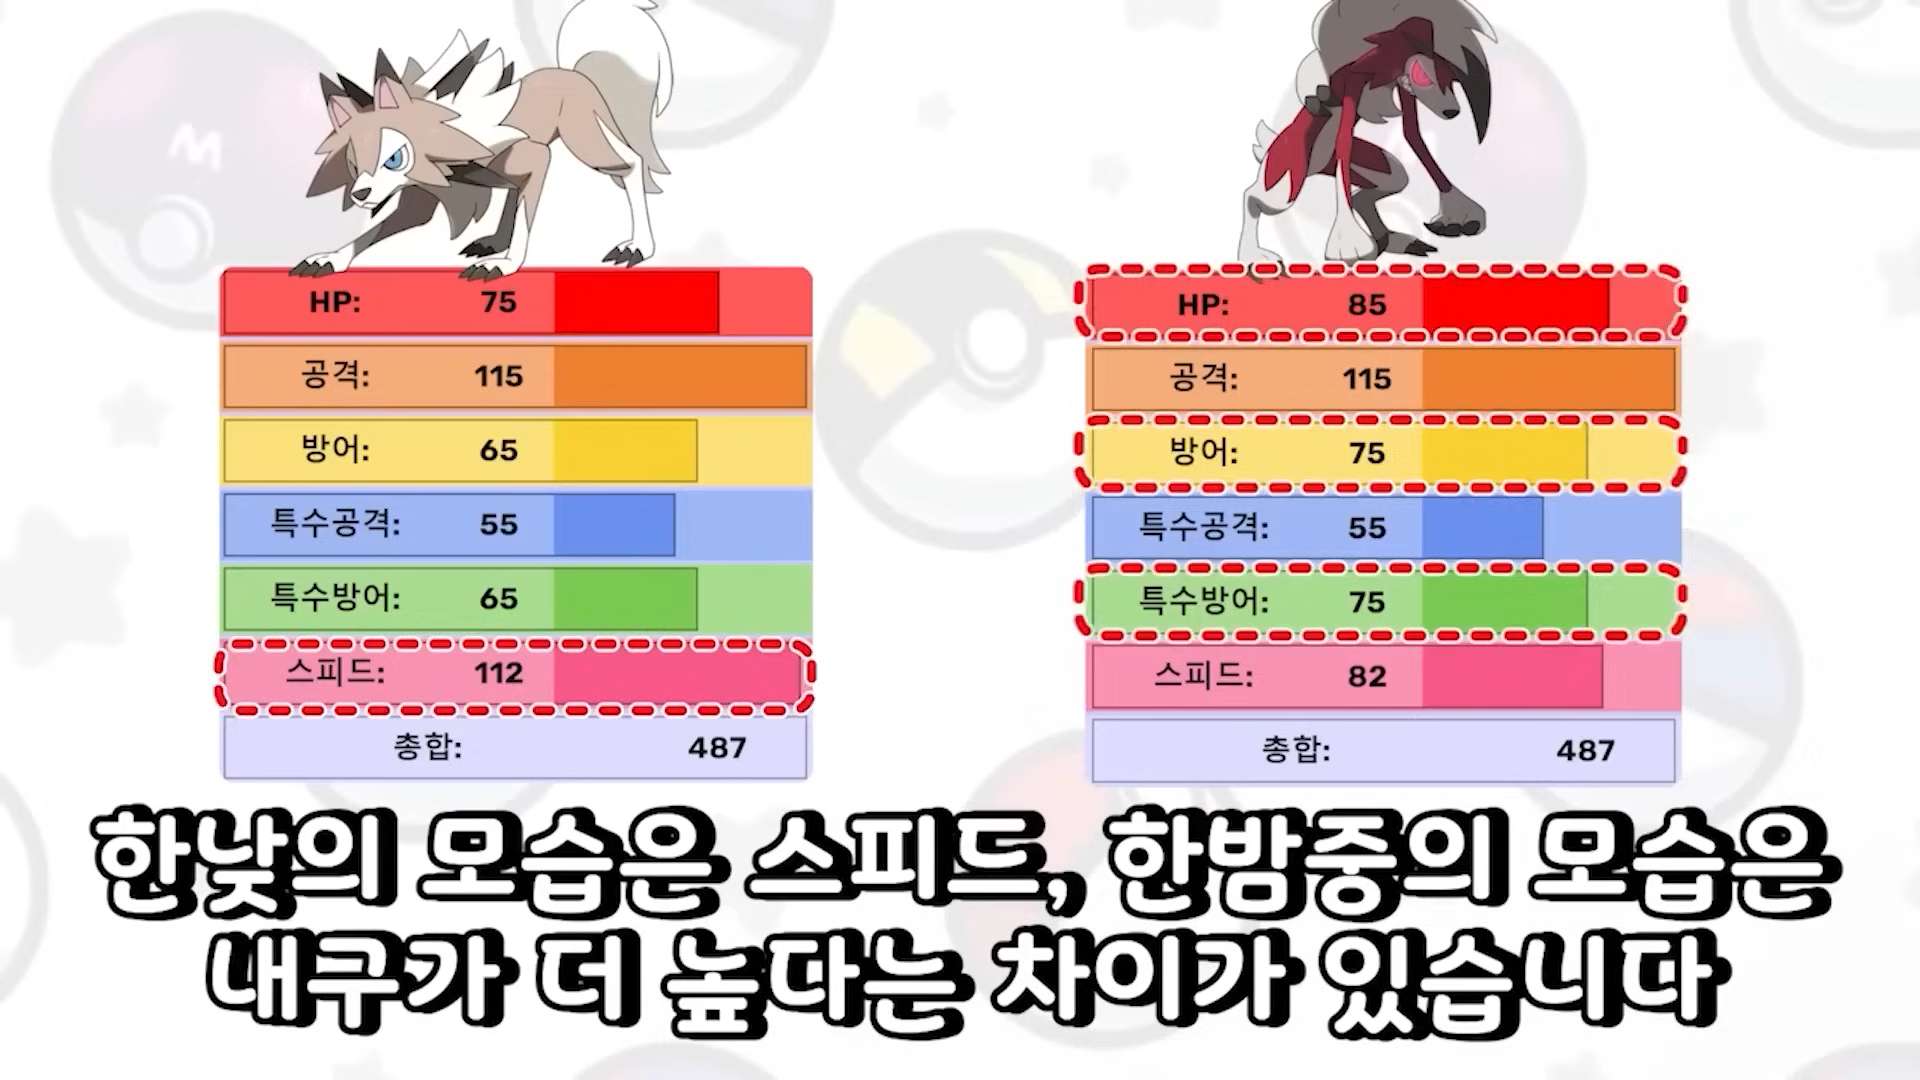 M
HP: 75
공격: 115
방어: 65
특수공격: 55
특수방어: 65
스피드: 112
총합: 487
HP: 85
공격: 115
방어: 75
특수공격: 55
특수방어: 75
스피드: 82
총합: 487
한낮의 모습은 스피드, 한밤중의 모습은
내구가 더 높다는 차이가 있습니다